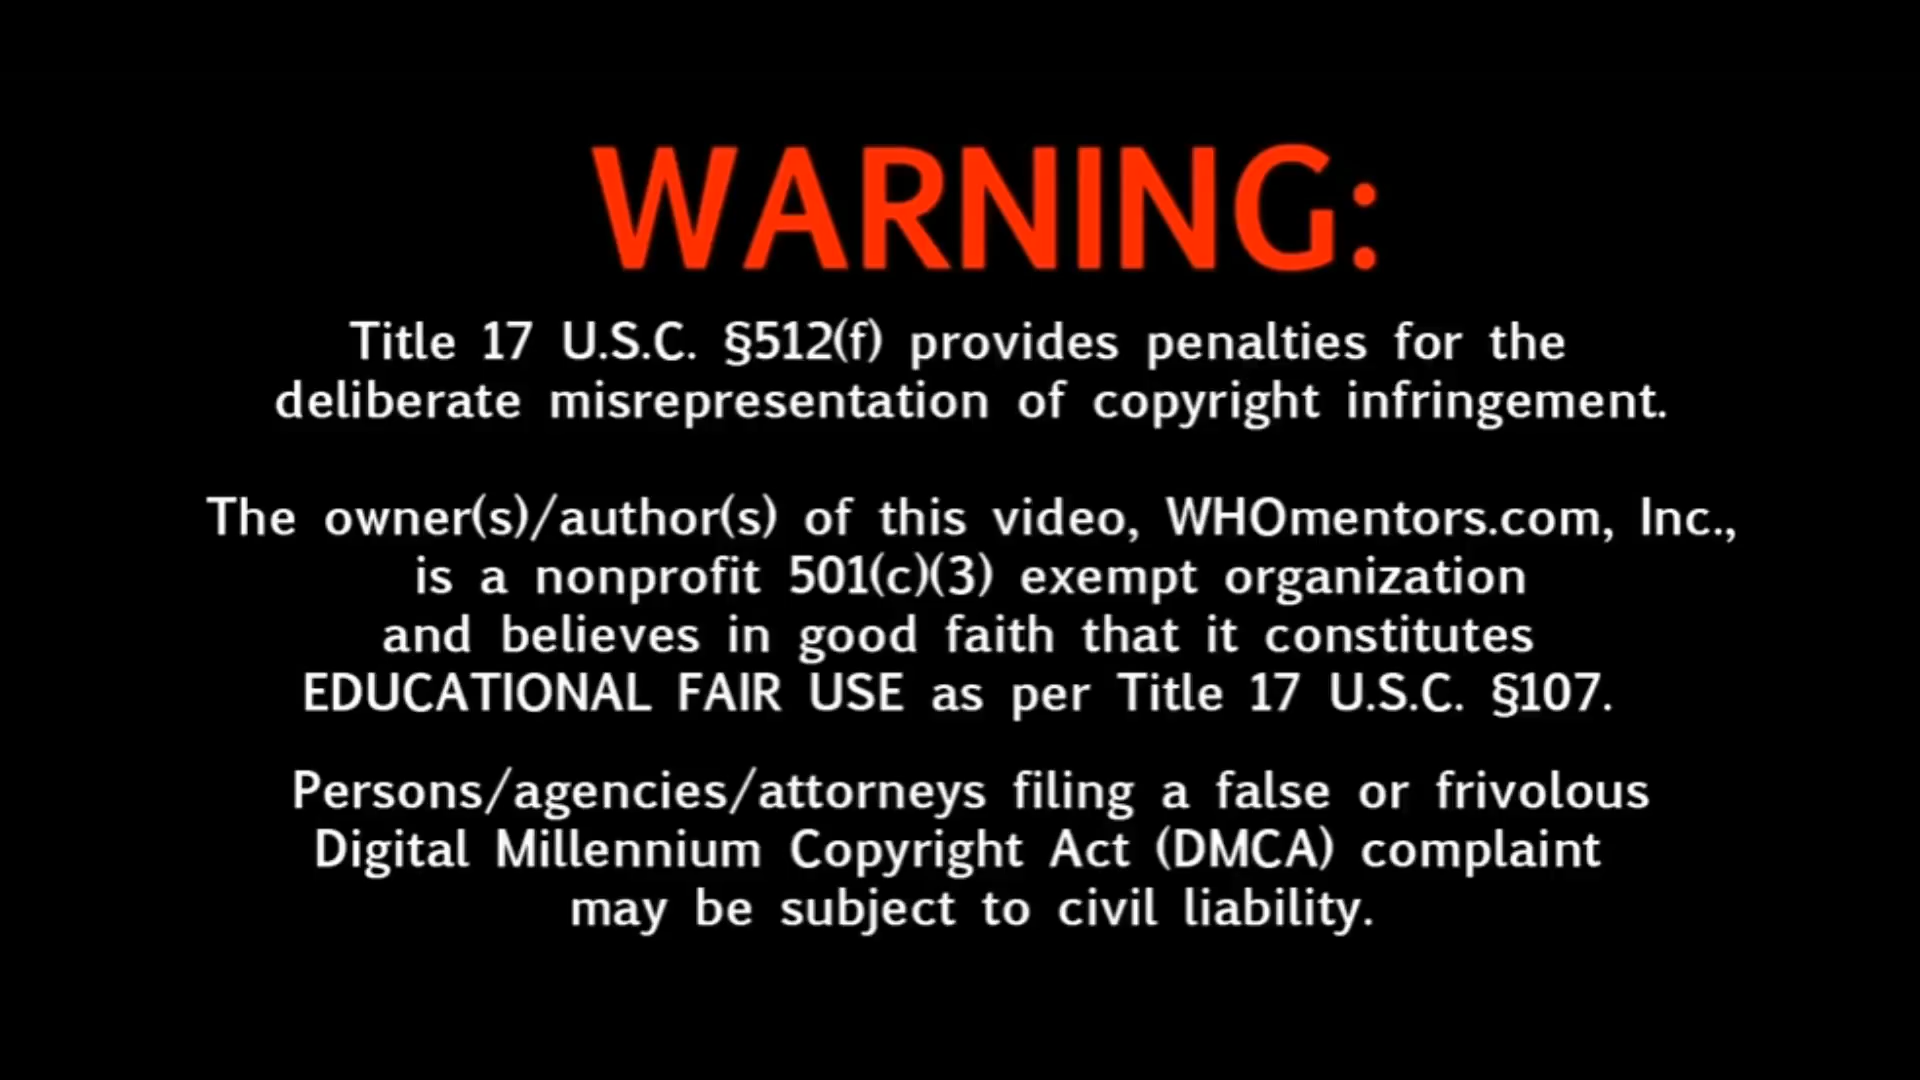 WARNING:
Title 17 U.S.C. §512(f) provides penalties for the
deliberate misrepresentation of copyright infringement.
The owner(s)/author(s) of this video, WHOmentors.com, Inc.,
is a nonprofit 501(c)(3) exempt organization
and believes in good faith that it constitutes
EDUCATIONAL FAIR USE as per Title 17 U.S.C. §107.
Persons/agencies/attorneys filing a false or frivolous
Digital Millennium Copyright Act (DMCA) complaint
may be subject to civil liability.